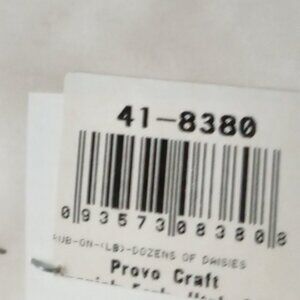 41-8380
0 93573 08380 8
RUB-ON-(LB)-DOZENS OF DAISIES
Provo Craft